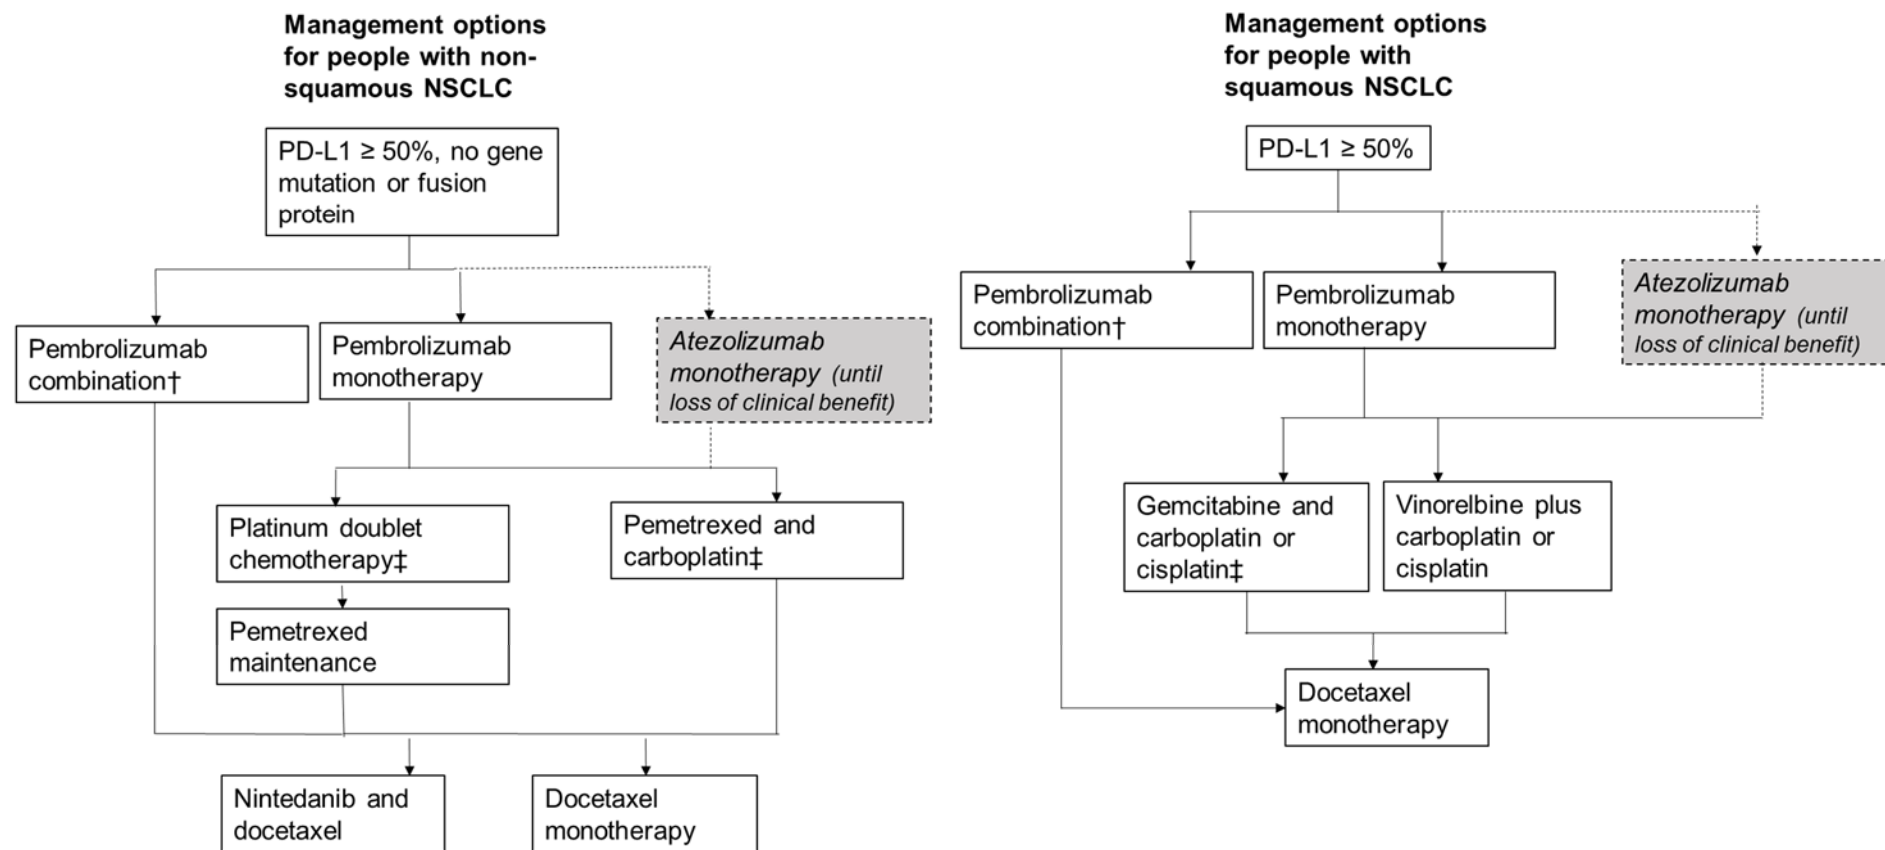 Management options
for people with non-
squamous NSCLC
PD-L1 ≥ 50%, no gene
mutation or fusion
protein
Pembrolizumab
combination†
Pembrolizumab
monotherapy
Atezolizumab
monotherapy (until
loss of clinical benefit)
Platinum doublet
chemotherapy‡
Pemetrexed and
carboplatin‡
Pemetrexed
maintenance
Nintedanib and
docetaxel
Docetaxel
monotherapy
Management options
for people with
squamous NSCLC
PD-L1 ≥ 50%
Pembrolizumab
combination†
Pembrolizumab
monotherapy
Atezolizumab
monotherapy (until
loss of clinical benefit)
Gemcitabine and
carboplatin or
cisplatin‡
Vinorelbine plus
carboplatin or
cisplatin
Docetaxel
monotherapy